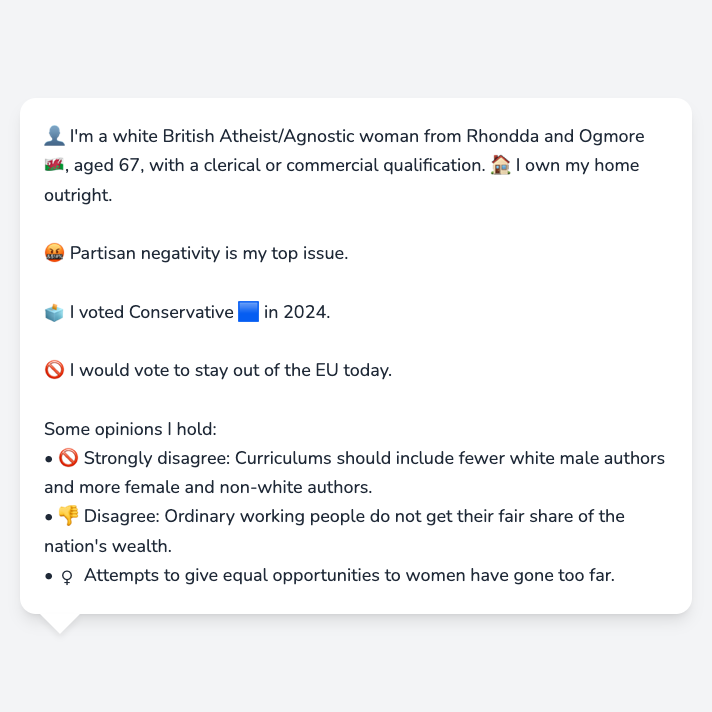 👤 I'm a white British Atheist/Agnostic woman from Rhondda and Ogmore
🏴󠁧󠁢󠁷󠁬󠁳󠁿, aged 67, with a clerical or commercial qualification. 🏠 I own my home
outright.
🤬 Partisan negativity is my top issue.
🗳️ I voted Conservative 🟦 in 2024.
🚫 I would vote to stay out of the EU today.
Some opinions I hold:
• 🚫 Strongly disagree: Curriculums should include fewer white male authors
and more female and non-white authors.
• 👎 Disagree: Ordinary working people do not get their fair share of the
nation's wealth.
• ♀ Attempts to give equal opportunities to women have gone too far.